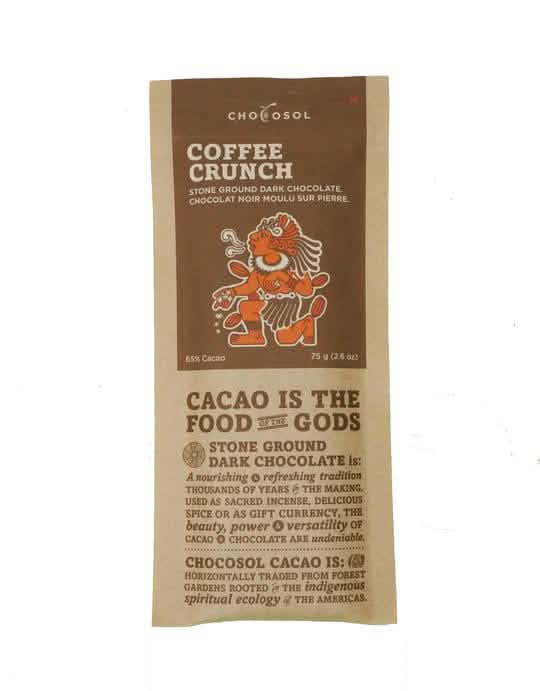 CHOCOSOL
COFFEE
CRUNCH
STONE GROUND DARK CHOCOLATE.
CHOCOLAT NOIR MOULU SUR PIERRE.
65% Cacao 75 g (2.6 oz)
CACAO IS THE
FOOD OF THE GODS
STONE GROUND
DARK CHOCOLATE is:
A nourishing & refreshing tradition
THOUSANDS OF YEARS in THE MAKING.
USED AS SACRED INCENSE, DELICIOUS
SPICE OR AS GIFT CURRENCY, THE
beauty, power & versatility OF
CACAO & CHOCOLATE ARE undeniable.
CHOCOSOL CACAO IS:
HORIZONTALLY TRADED FROM FOREST
GARDENS ROOTED in THE indigenous
spiritual ecology of THE AMERICAS.